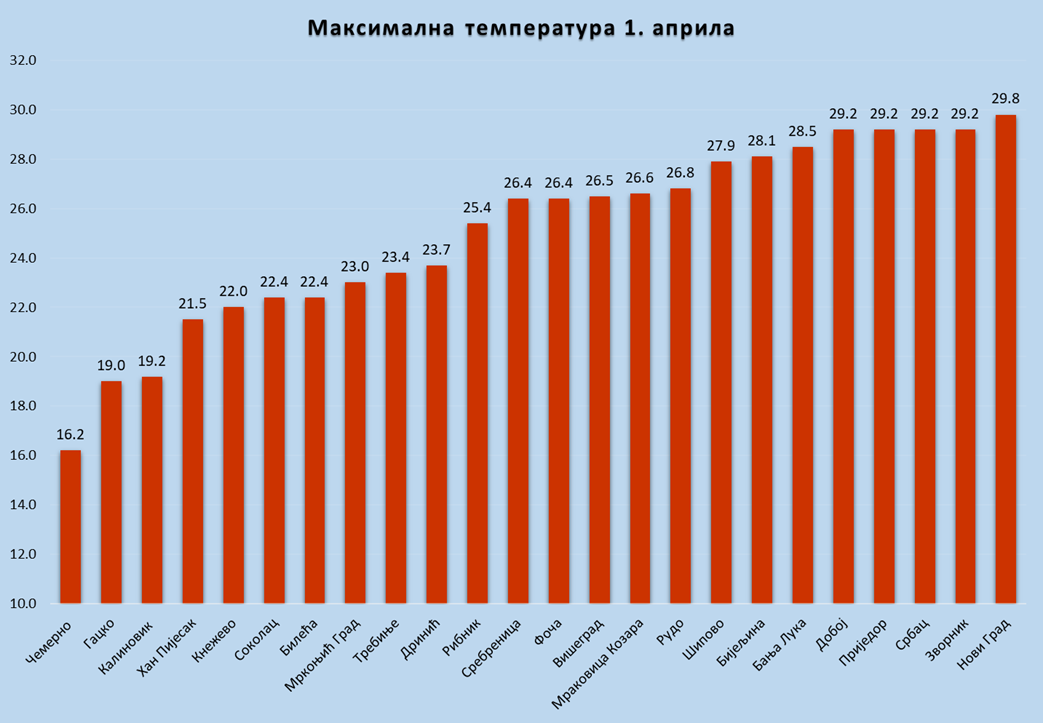 Максимална температура 1. априла
32.0
30.0
28.0
26.0
24.0
22.0
20.0
18.0
16.0
14.0
12.0
10.0
16.2
19.0
19.2
21.5
22.0
22.4
22.4
23.0
23.4
23.7
25.4
26.4
26.4
26.5
26.6
26.8
27.9
28.1
28.5
29.2
29.2
29.2
29.2
29.8
Чемерно
Гацко
Калиновик
Хан Пијесак
Кнежево
Соколац
Билећа
Мркоњић Град
Требиње
Дринић
Рибник
Сребреница
Фоча
Вишеград
Мраковица Козара
Рудо
Шипово
Бијељина
Бања Лука
Добој
Приједор
Србац
Зворник
Нови Град